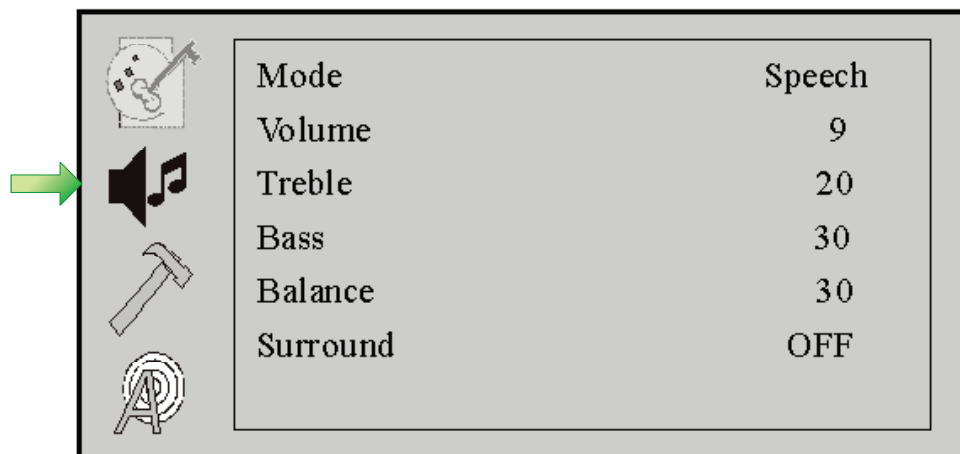 Mode Speech
Volume 9
Treble 20
Bass 30
Balance 30
Surround OFF